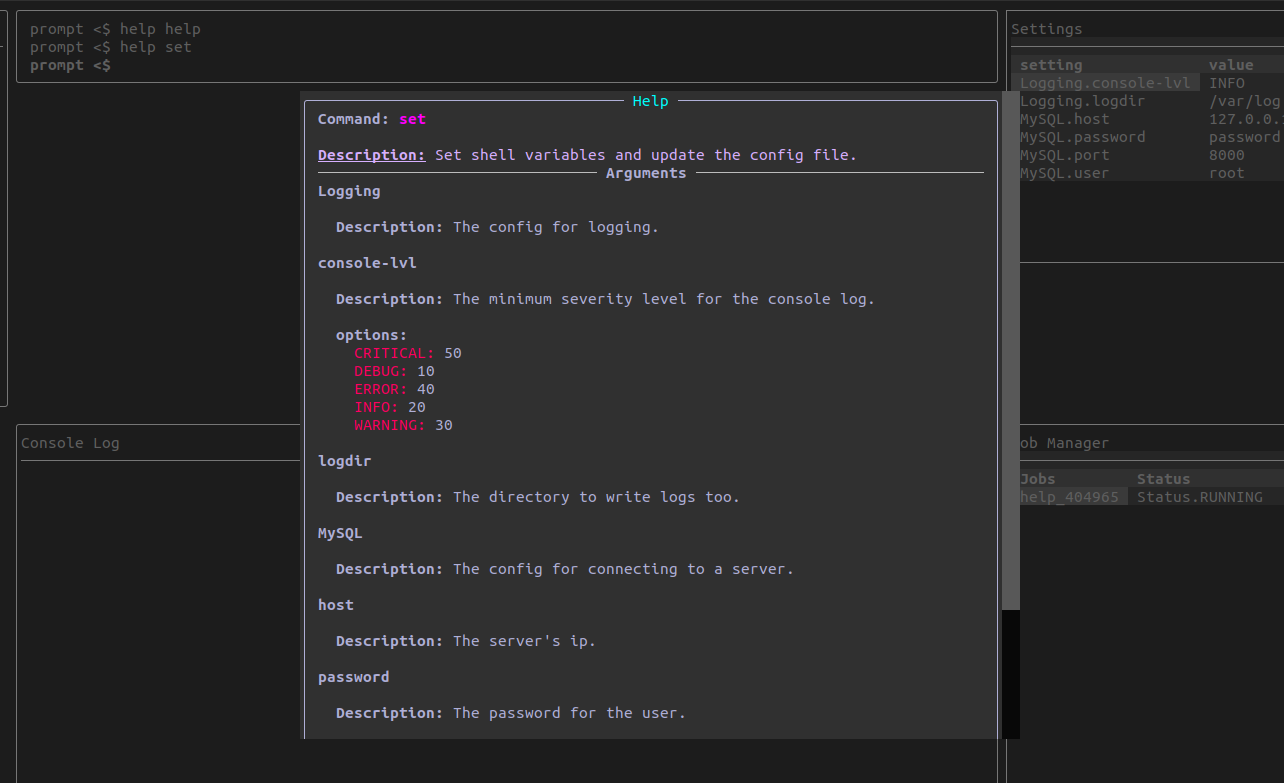 prompt <$ help help
prompt <$ help set
prompt <$
Help
Command: set
Description: Set shell variables and update the config file.
Arguments
Logging
Description: The config for logging.
console-lvl
Description: The minimum severity level for the console log.
options:
CRITICAL: 50
DEBUG: 10
ERROR: 40
INFO: 20
WARNING: 30
logdir
Description: The directory to write logs too.
MySQL
Description: The config for connecting to a server.
host
Description: The server's ip.
password
Description: The password for the user.
Settings
setting value
Logging.console-lvl INFO
Logging.logdir /var/log
MySQL.host 127.0.0.
MySQL.password password
MySQL.port 8000
MySQL.user root
Console Log
ob Manager
Jobs Status
help_404965 Status.RUNNING